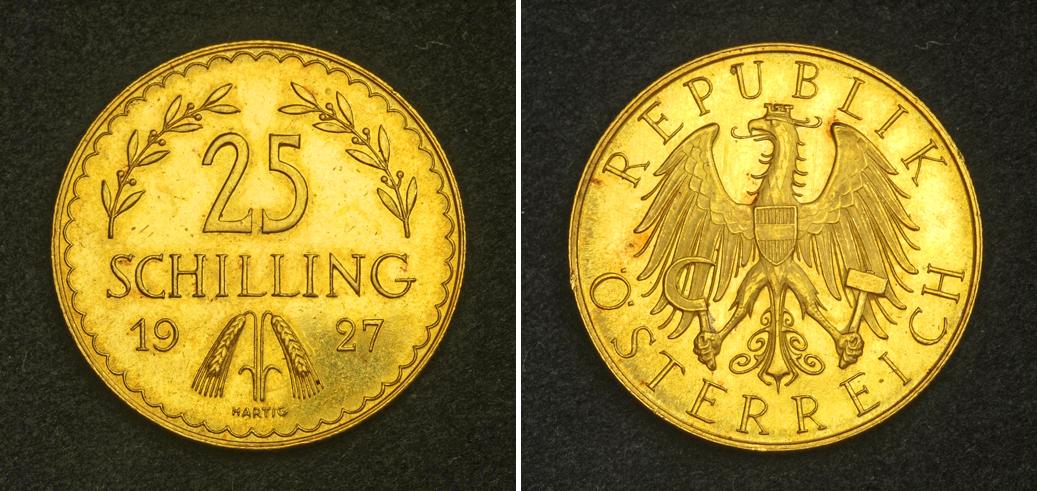 25
SCHILLING
19 27
HARTIG
REPUBLIK
ÖSTERREICH